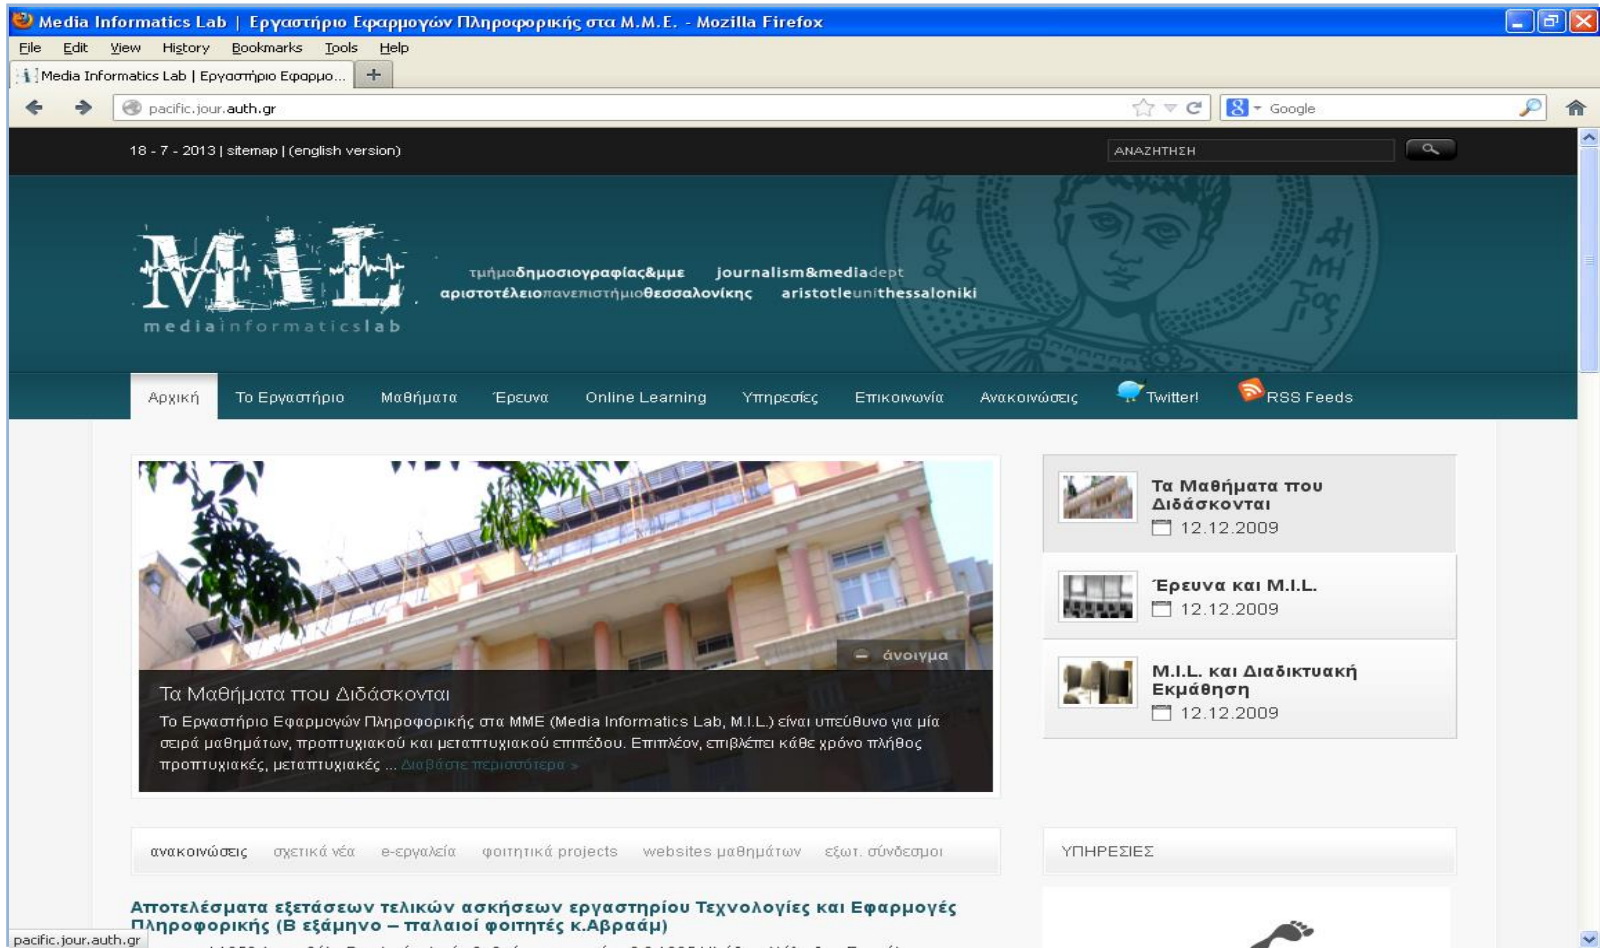 Media Informatics Lab | Εργαστήριο Εφαρμογών Πληροφορικής στα Μ.Μ.Ε. - Mozilla Firefox
File Edit View History Bookmarks Tools Help
Media Informatics Lab | Εργαστήριο Εφαρμο... +
pacific.jour.auth.gr
Google
18 - 7 - 2013 | sitemap | (english version)
ΑΝΑΖΗΤΗΣΗ
MiL
mediainformaticslab
τμήμαδημοσιογραφίας&μμε journalism&mediadept
αριστοτέλειοπανεπιστήμιοθεσσαλονίκης aristotleunithessaloniki
Αρχική Το Εργαστήριο Μαθήματα Έρευνα Online Learning Υπηρεσίες Επικοινωνία Ανακοινώσεις Twitter! RSS Feeds
άνοιγμα
Τα Μαθήματα που Διδάσκονται
Το Εργαστήριο Εφαρμογών Πληροφορικής στα ΜΜΕ (Media Informatics Lab, M.I.L.) είναι υπεύθυνο για μία
σειρά μαθημάτων, προπτυχιακού και μεταπτυχιακού επιπέδου. Επιπλέον, επιβλέπει κάθε χρόνο πλήθος
προπτυχιακές, μεταπτυχιακές ... Διαβάστε περισσότερα »
Τα Μαθήματα που
Διδάσκονται
12.12.2009
Έρευνα και M.I.L.
12.12.2009
M.I.L. και Διαδικτυακή
Εκμάθηση
12.12.2009
ανακοινώσεις σχετικά νέα e-εργαλεία φοιτητικά projects websites μαθημάτων εξωτ. σύνδεσμοι
ΥΠΗΡΕΣΙΕΣ
Αποτελέσματα εξετάσεων τελικών ασκήσεων εργαστηρίου Τεχνολογίες και Εφαρμογές
Πληροφορικής (Β εξάμηνο – παλαιοί φοιτητές κ.Αβραάμ)
pacific.jour.auth.gr